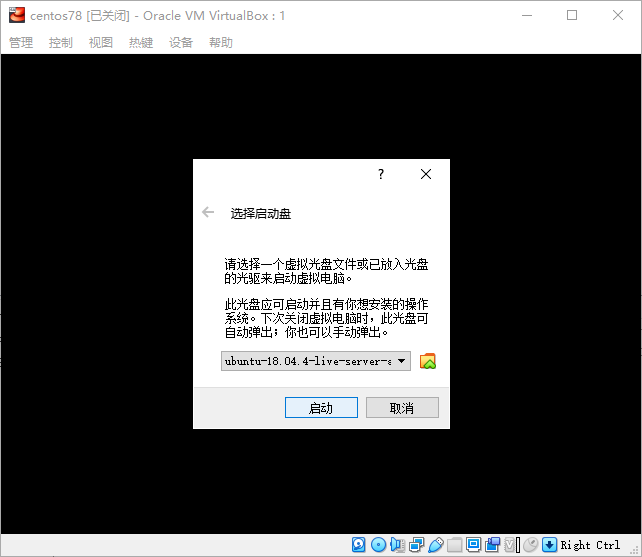 centos78 [已关闭] - Oracle VM VirtualBox : 1
管理 控制 视图 热键 设备 帮助
?
选择启动盘
请选择一个虚拟光盘文件或已放入光盘
的光驱来启动虚拟电脑。
此光盘应可启动并且有你想安装的操作
系统。下次关闭虚拟电脑时，此光盘可
自动弹出；你也可以手动弹出。
ubuntu-18.04.4-live-server-a
启动 取消
Right Ctrl